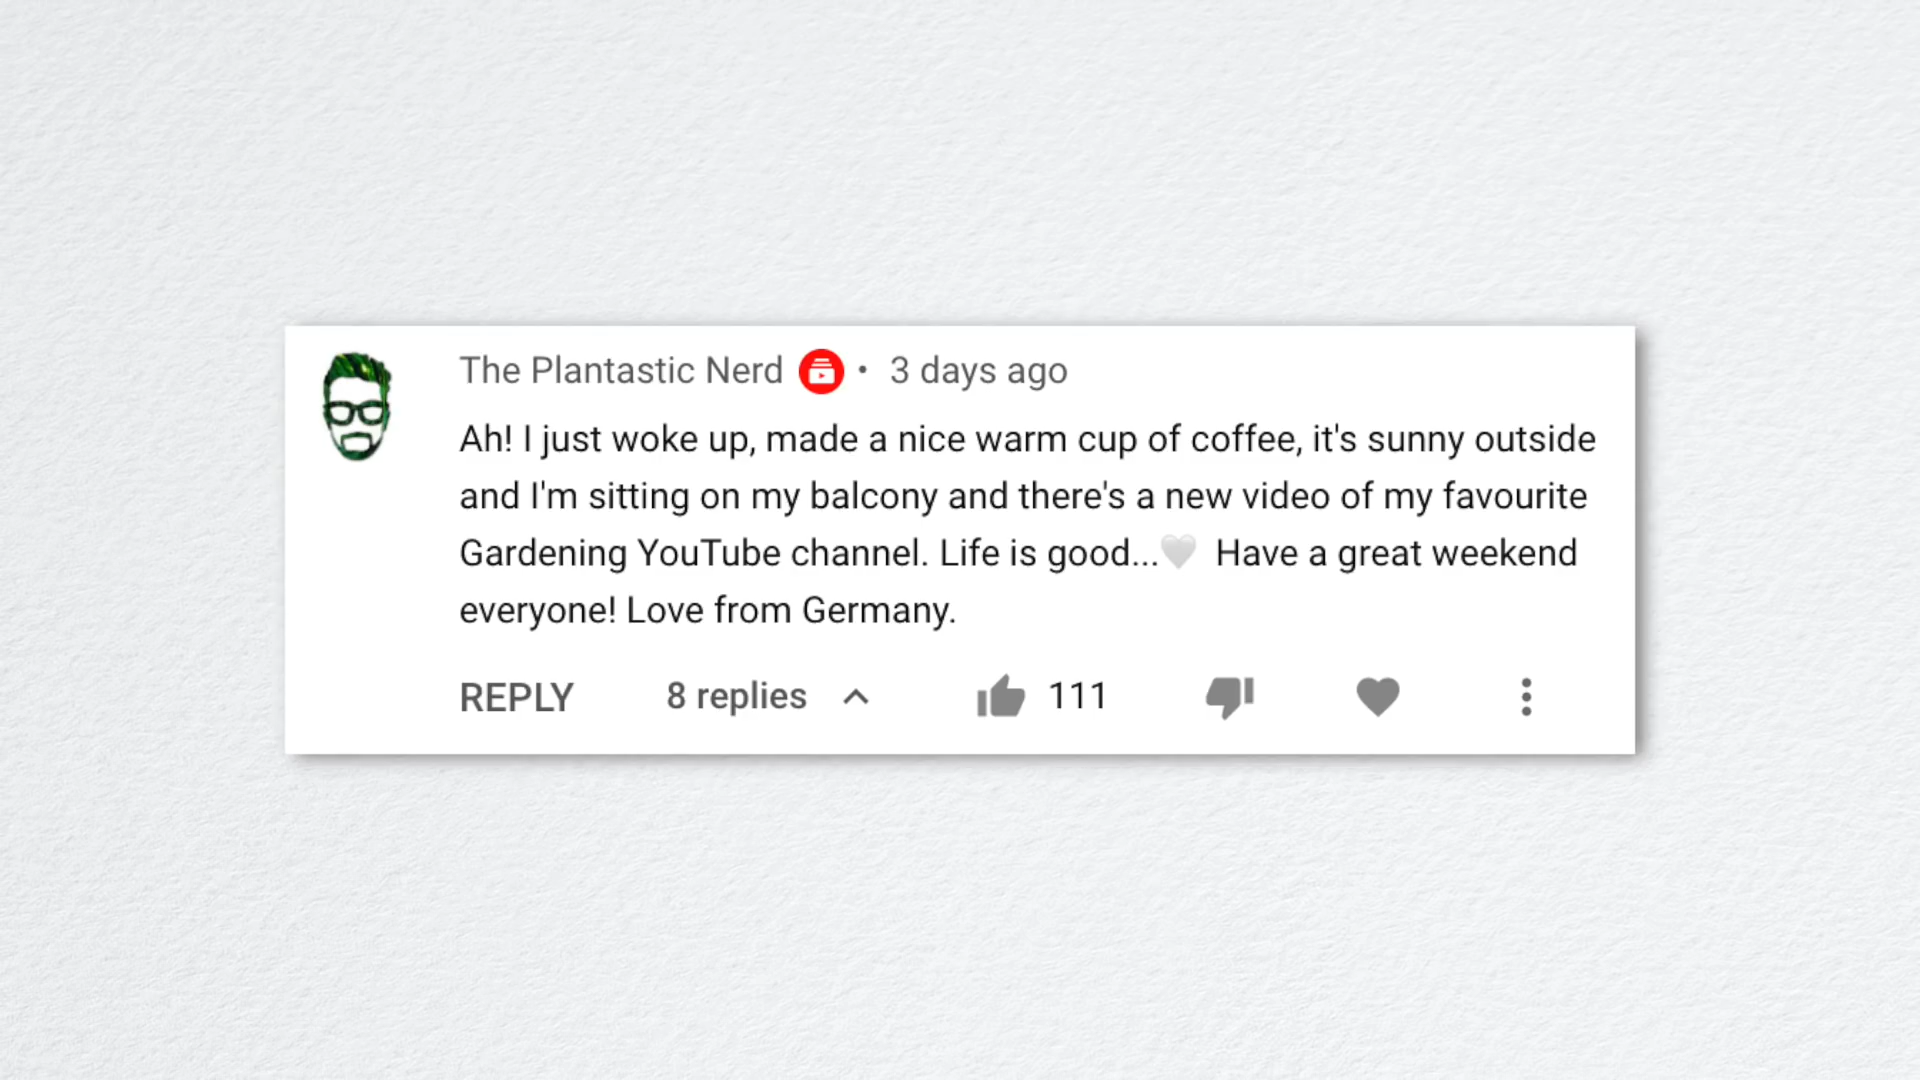 The Plantastic Nerd • 3 days ago
Ah! I just woke up, made a nice warm cup of coffee, it's sunny outside
and I'm sitting on my balcony and there's a new video of my favourite
Gardening YouTube channel. Life is good...🤍 Have a great weekend
everyone! Love from Germany.
REPLY 8 replies 111